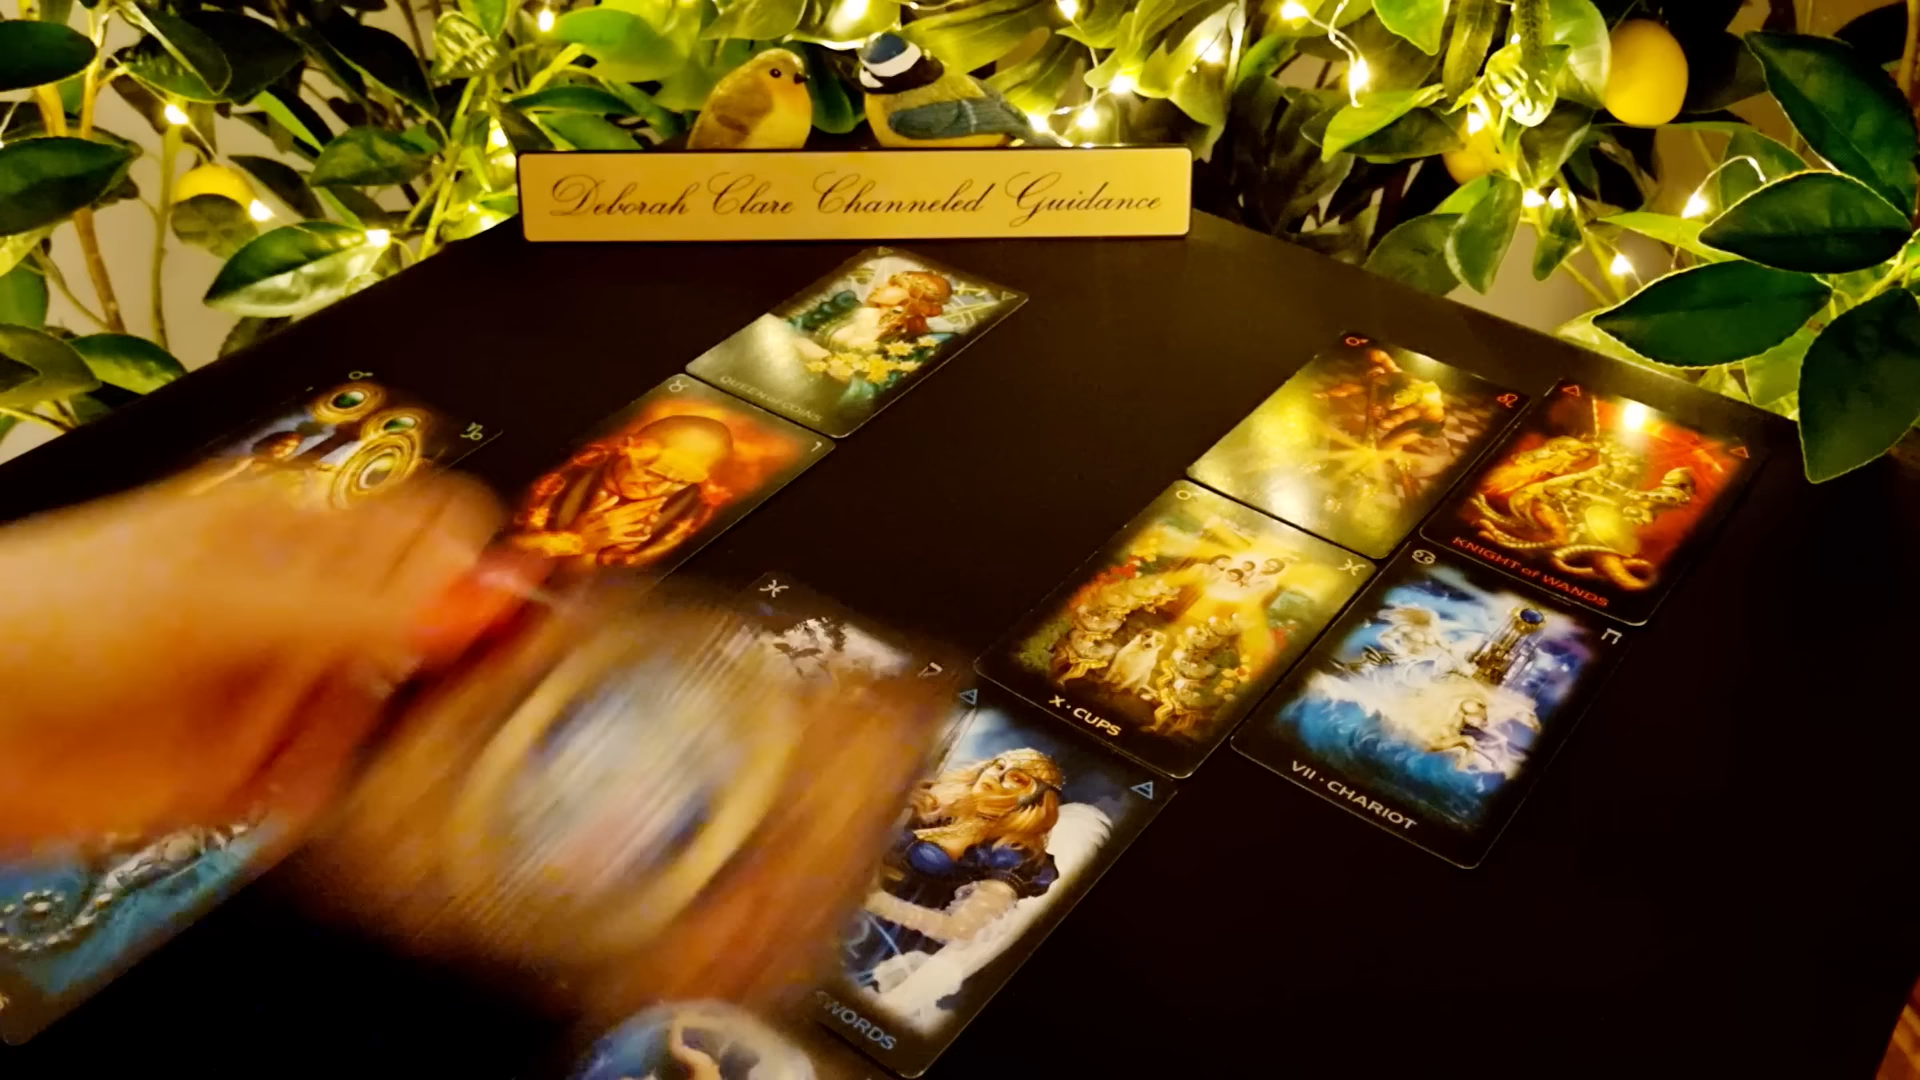 Deborah Clare Channeled Guidance
QUEEN of COINS
KNIGHT of WANDS
X · CUPS
VII · CHARIOT
SWORDS